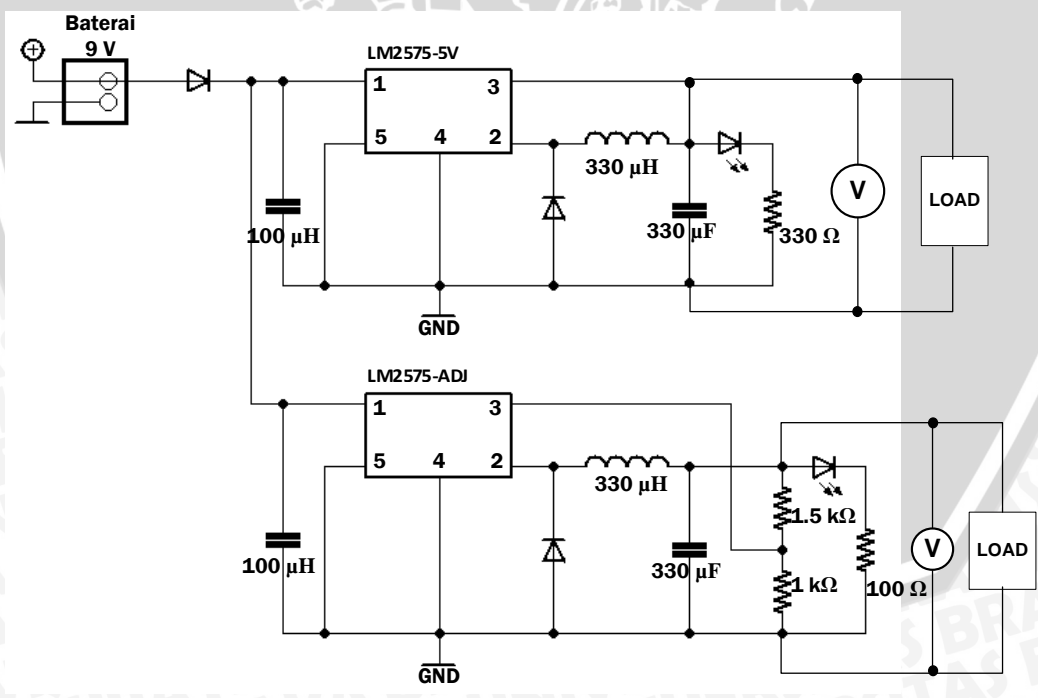 Baterai
9 V
LM2575-5V
1
3
5
4
2
330 µH
V
LOAD
100 µH
330 µF
330 Ω
GND
LM2575-ADJ
1
3
5
4
2
330 µH
1.5 kΩ
V
LOAD
100 µH
330 µF
1 kΩ
100 Ω
GND